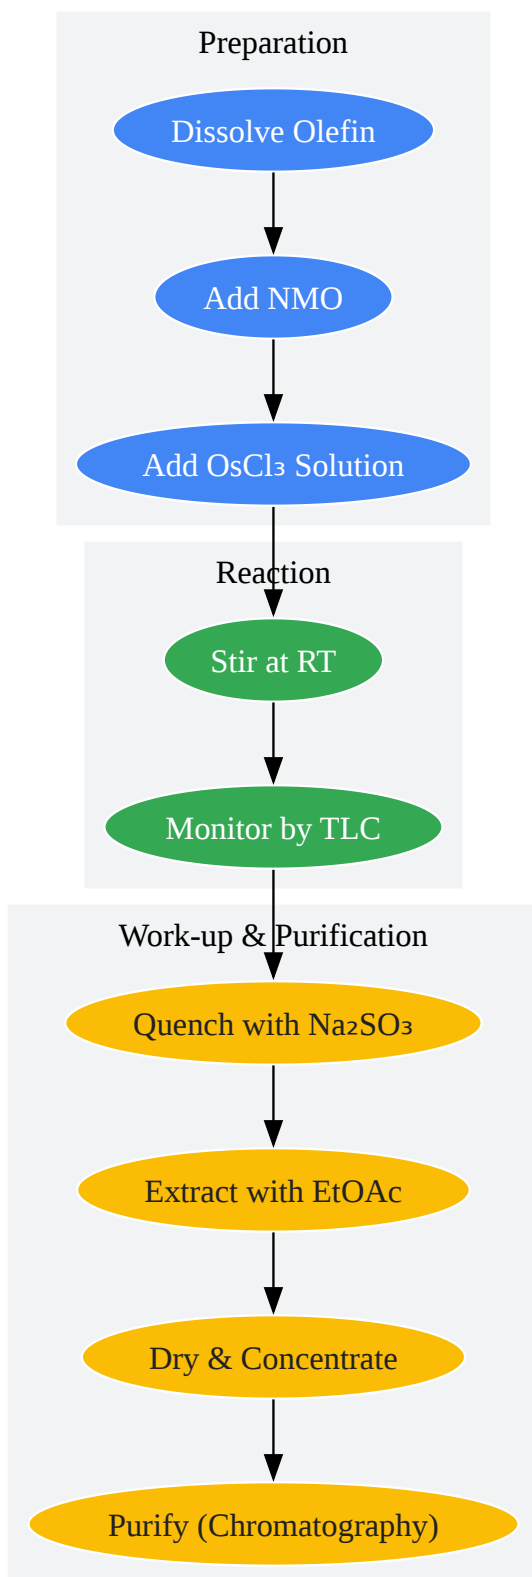 Preparation
Dissolve Olefin
Add NMO
Add OsCl₃ Solution
Reaction
Stir at RT
Monitor by TLC
Work-up & Purification
Quench with Na₂SO₃
Extract with EtOAc
Dry & Concentrate
Purify (Chromatography)